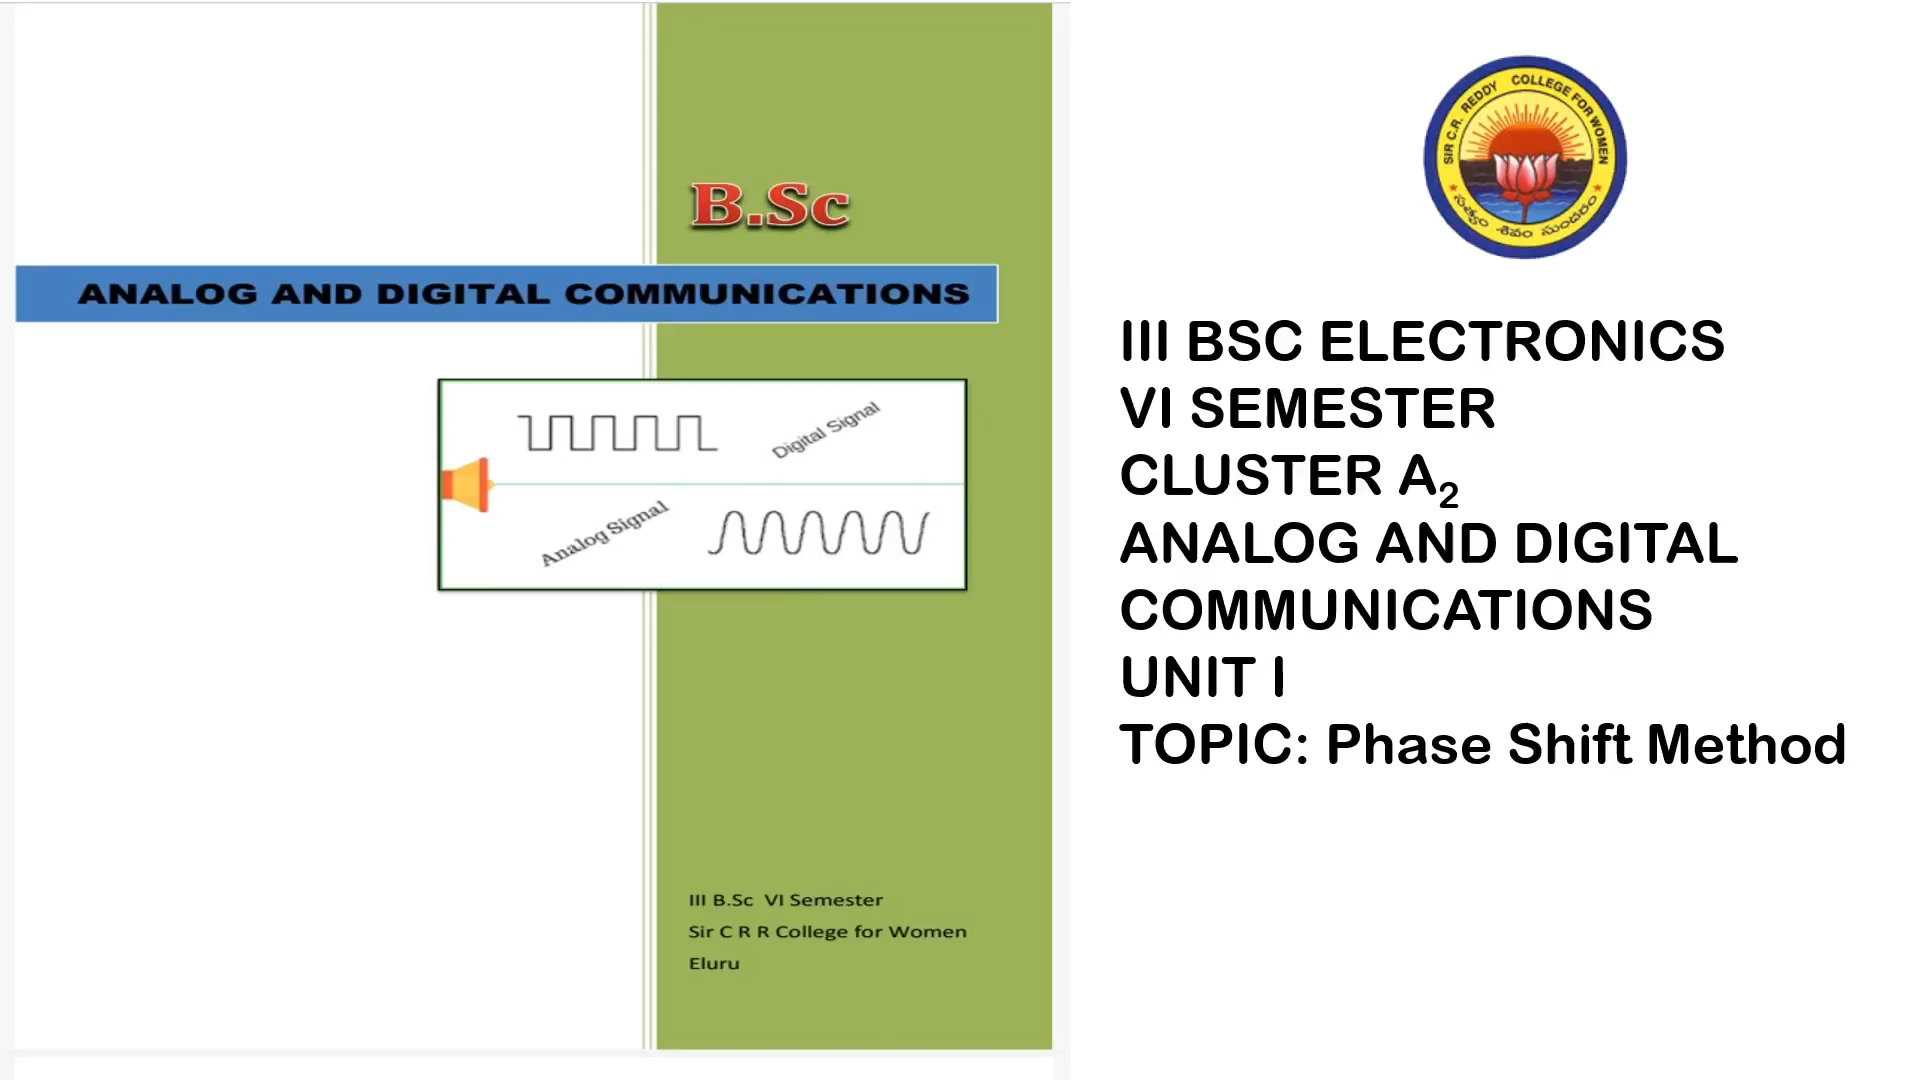 B.Sc
ANALOG AND DIGITAL COMMUNICATIONS
Digital Signal
Analog Signal
III B.Sc VI Semester
Sir C R R College for Women
Eluru
SIR C.R. REDDY COLLEGE FOR WOMEN
సత్యం శివం సుందరం
III BSC ELECTRONICS
VI SEMESTER
CLUSTER A₂
ANALOG AND DIGITAL
COMMUNICATIONS
UNIT I
TOPIC: Phase Shift Method